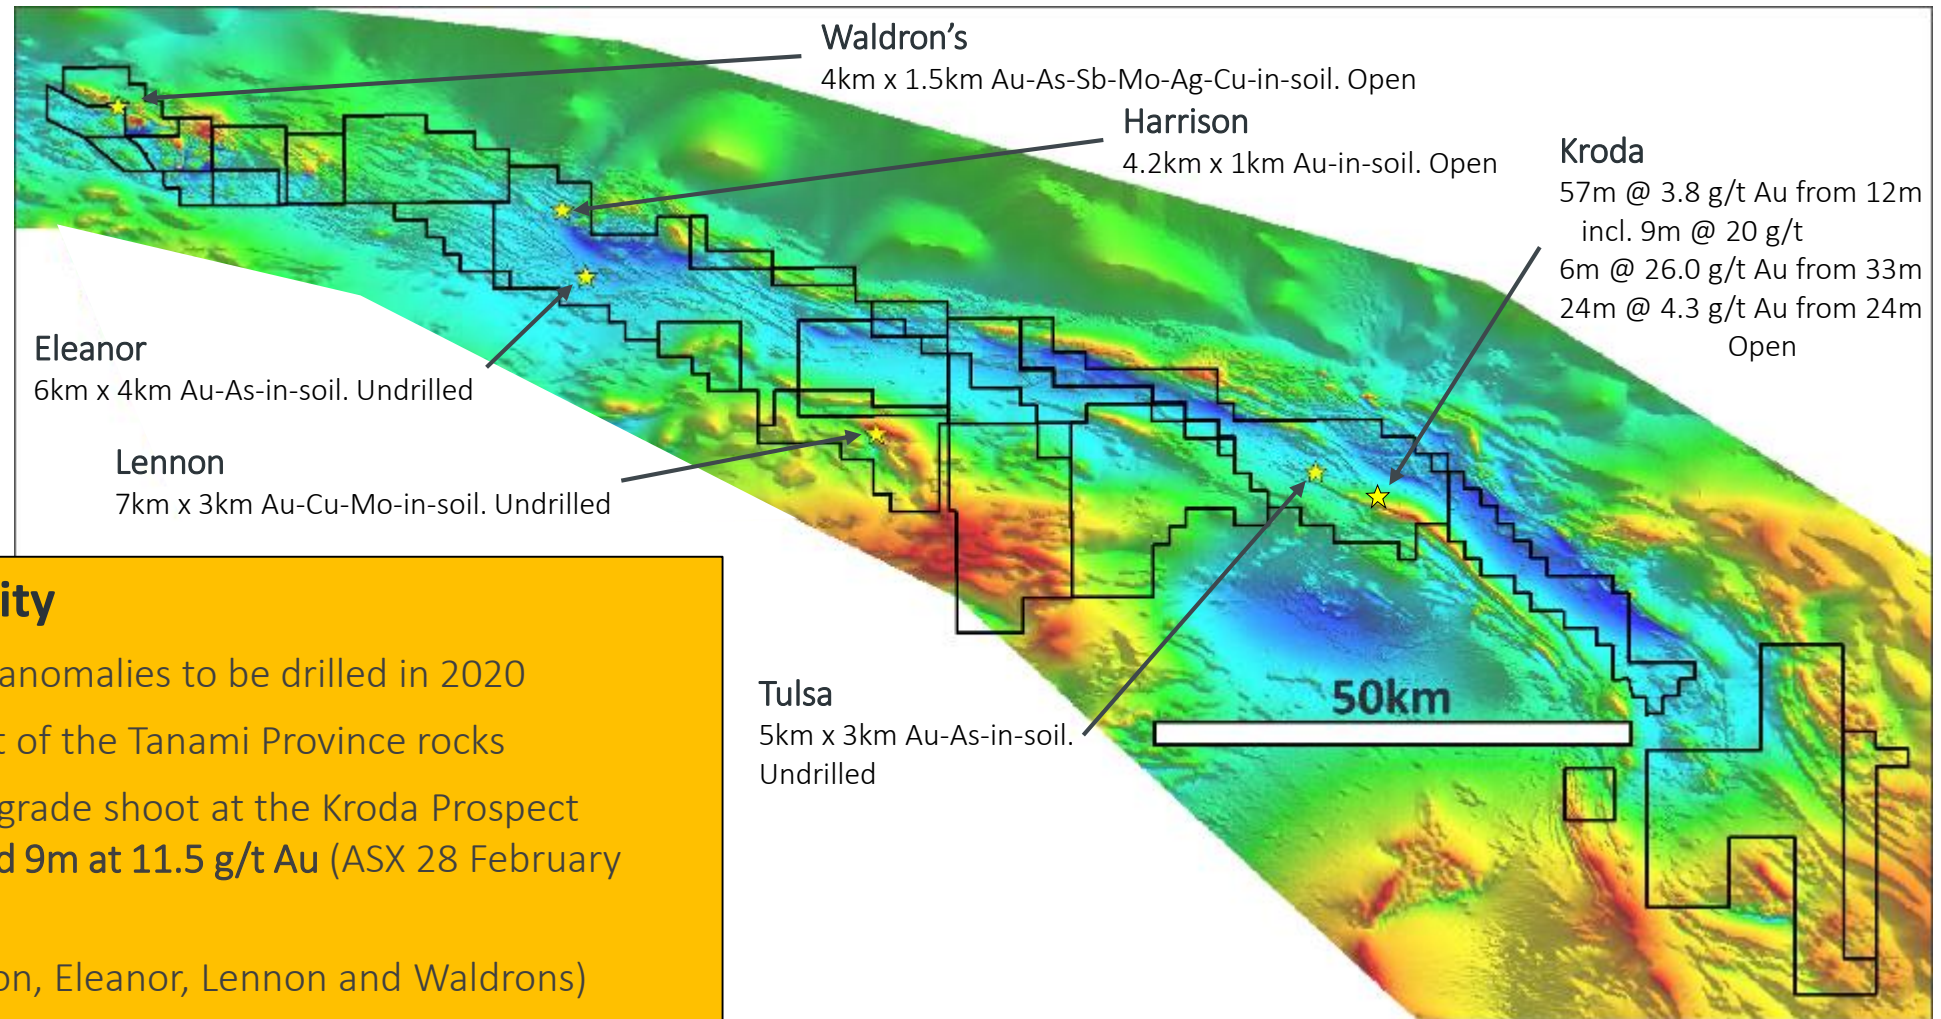 Waldron’s
4km x 1.5km Au-As-Sb-Mo-Ag-Cu-in-soil. Open
Harrison
4.2km x 1km Au-in-soil. Open
Kroda
57m @ 3.8 g/t Au from 12m
incl. 9m @ 20 g/t
6m @ 26.0 g/t Au from 33m
24m @ 4.3 g/t Au from 24m
Open
Eleanor
6km x 4km Au-As-in-soil. Undrilled
Lennon
7km x 3km Au-Cu-Mo-in-soil. Undrilled
Tulsa
5km x 3km Au-As-in-soil.
Undrilled
50km
ity
anomalies to be drilled in 2020
t of the Tanami Province rocks
grade shoot at the Kroda Prospect
d 9m at 11.5 g/t Au (ASX 28 February
on, Eleanor, Lennon and Waldrons)